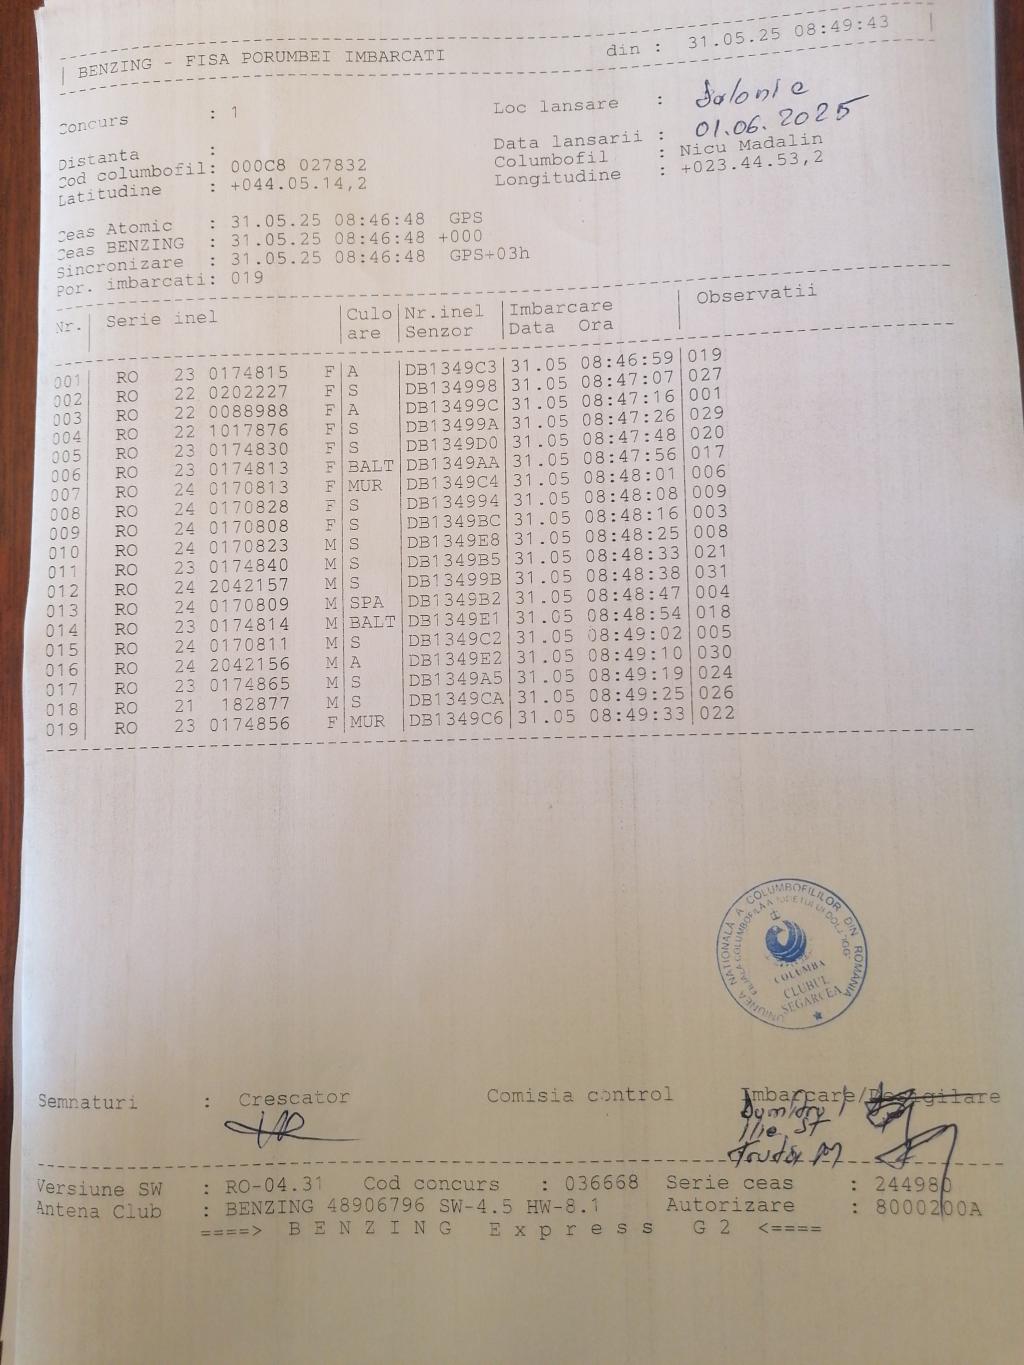 BENZING - FISA PORUMBEI IMBARCATI din : 31.05.25 08:49:43
Concurs : 1 Loc lansare : Salonic
Distanta : Data lansarii : 01.06.2025
Cod columbofil: 000C8 027832 Columbofil : Nicu Madalin
Latitudine : +044.05.14,2 Longitudine : +023.44.53,2
Ceas Atomic : 31.05.25 08:46:48 GPS
Ceas BENZING : 31.05.25 08:46:48 +000
Sincronizare : 31.05.25 08:46:48 GPS+03h
Por. imbarcati: 019
Nr. Serie inel Culo Nr.inel Imbarcare Observatii
are Senzor Data Ora
001 RO 23 0174815 F A DB1349C3 31.05 08:46:59 019
002 RO 22 0202227 F S DB134998 31.05 08:47:07 027
003 RO 22 0088988 F A DB13499C 31.05 08:47:16 001
004 RO 22 1017876 F S DB13499A 31.05 08:47:26 029
005 RO 23 0174830 F S DB1349D0 31.05 08:47:48 020
006 RO 23 0174813 F BALT DB1349AA 31.05 08:47:56 017
007 RO 24 0170813 F MUR DB1349C4 31.05 08:48:01 006
008 RO 24 0170828 F S DB134994 31.05 08:48:08 009
009 RO 24 0170808 F S DB1349BC 31.05 08:48:16 003
010 RO 24 0170823 M S DB1349E8 31.05 08:48:25 008
011 RO 23 0174840 M S DB1349B5 31.05 08:48:33 021
012 RO 24 2042157 M S DB13499B 31.05 08:48:38 031
013 RO 24 0170809 M SPA DB1349B2 31.05 08:48:47 004
014 RO 23 0174814 M BALT DB1349E1 31.05 08:48:54 018
015 RO 24 0170811 M S DB1349C2 31.05 08:49:02 005
016 RO 24 2042156 M A DB1349E2 31.05 08:49:10 030
017 RO 23 0174865 M S DB1349A5 31.05 08:49:19 024
018 RO 21 182877 M S DB1349CA 31.05 08:49:25 026
019 RO 23 0174856 F MUR DB1349C6 31.05 08:49:33 022
UNIUNEA NATIONALĂ A COLUMBOFILILOR DIN ROMANIA
COLUMBA
CLUBUL
SEGARCEA
Semnaturi : Crescator Comisia control Imbarcare/Desigilare
Versiune SW : RO-04.31 Cod concurs : 036668 Serie ceas : 244980
Antena Club : BENZING 48906796 SW-4.5 HW-8.1 Autorizare : 8000200A
====> B E N Z I N G E x p r e s s G 2 <====